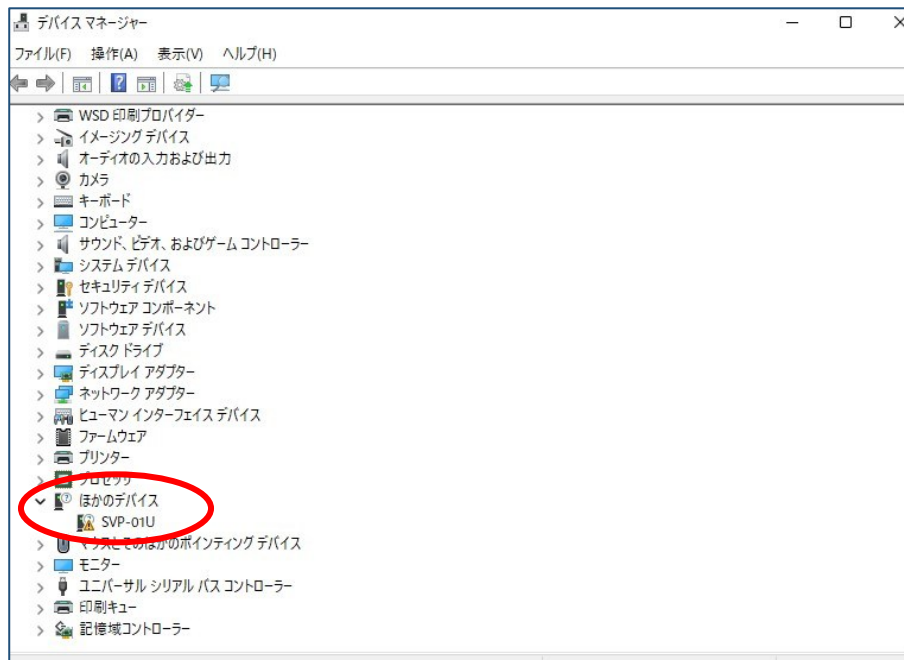 デバイス マネージャー
ファイル(F) 操作(A) 表示(V) ヘルプ(H)
WSD 印刷プロバイダー
イメージング デバイス
オーディオの入力および出力
カメラ
キーボード
コンピューター
サウンド、ビデオ、およびゲーム コントローラー
システム デバイス
セキュリティ デバイス
ソフトウェア コンポーネント
ソフトウェア デバイス
ディスク ドライブ
ディスプレイ アダプター
ネットワーク アダプター
ヒューマン インターフェイス デバイス
ファームウェア
プリンター
プロセッサ
ほかのデバイス
SVP-01U
マウスとそのほかのポインティング デバイス
モニター
ユニバーサル シリアル バス コントローラー
印刷キュー
記憶域コントローラー